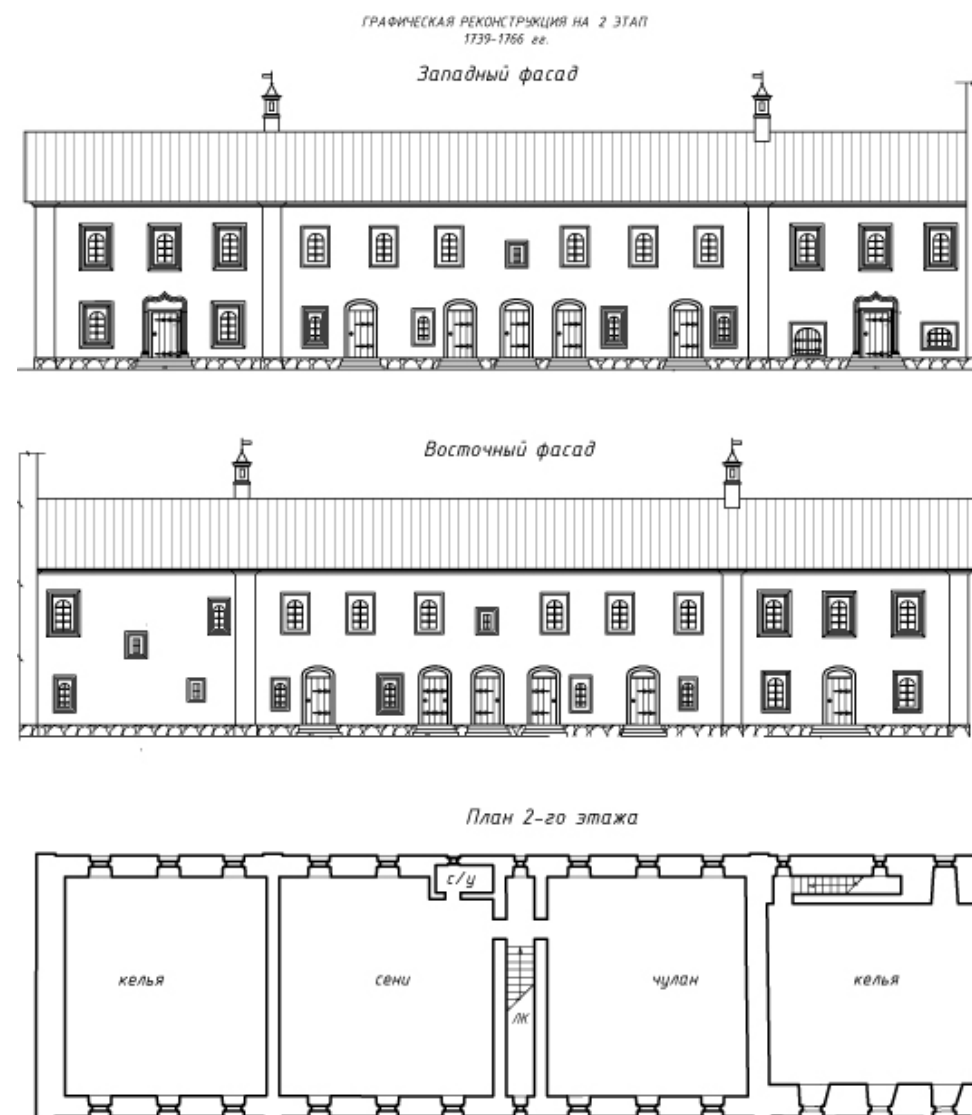 ГРАФИЧЕСКАЯ РЕКОНСТРУКЦИЯ НА 2 ЭТАП
1739-1766 гг.
Западный фасад
Восточный фасад
План 2-го этажа
с/у
келья
сени
чулан
келья
ЛК